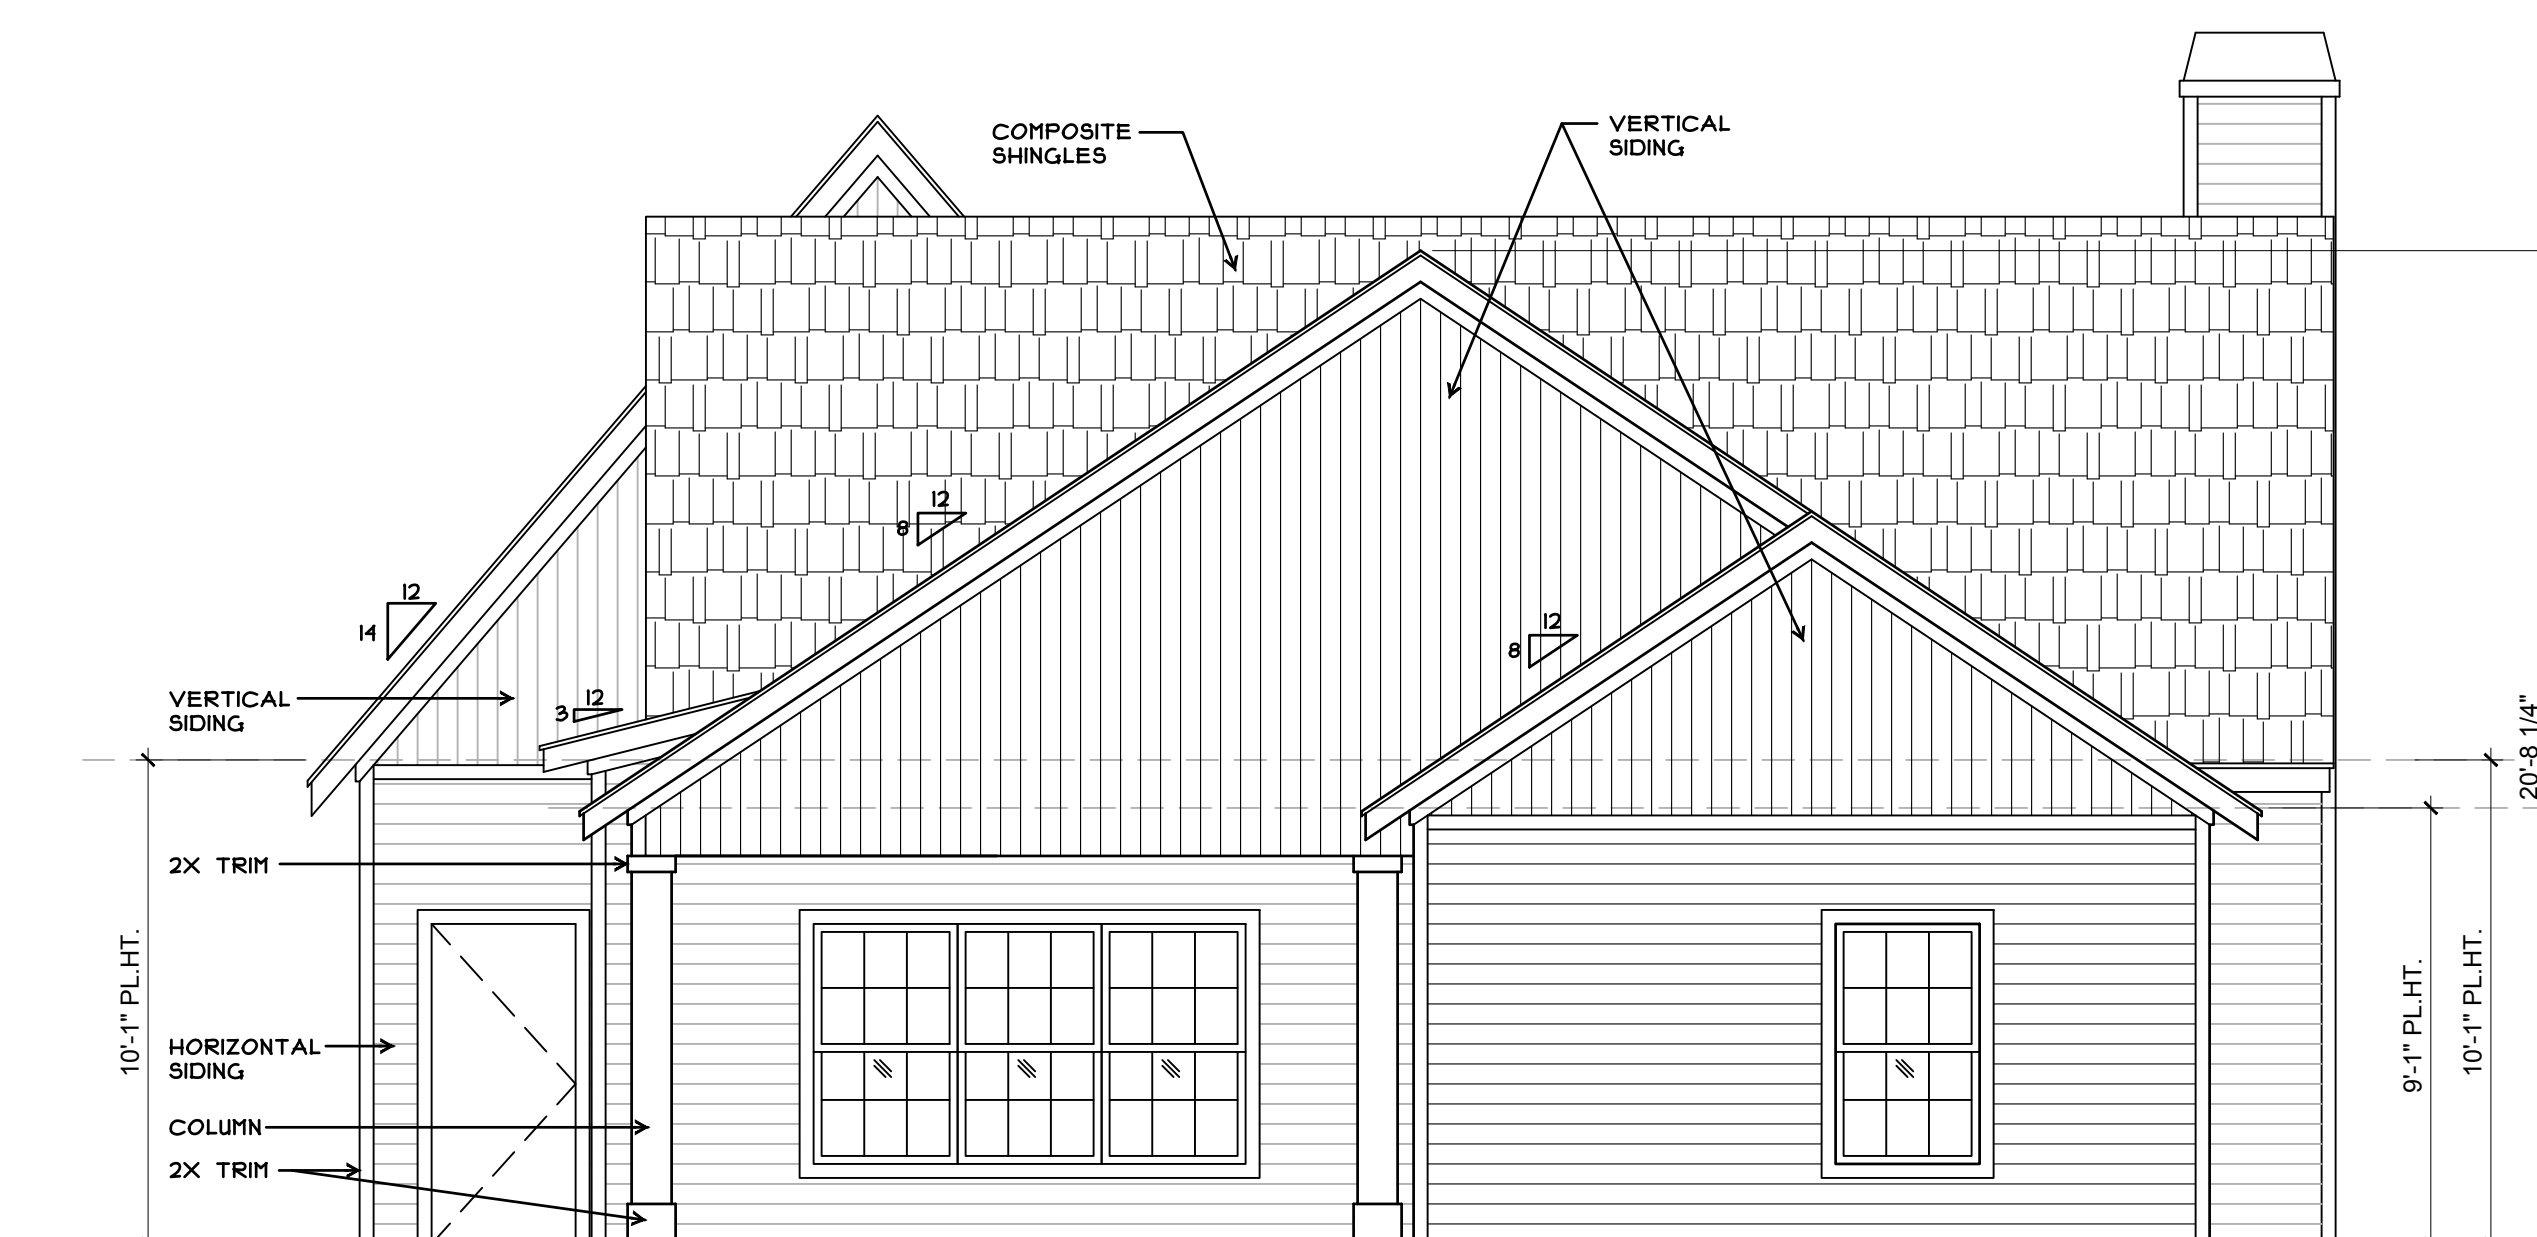 COMPOSITE
SHINGLES
VERTICAL
SIDING
12
8
12
14
12
8
VERTICAL
SIDING
12
3
20'-8 1/4"
2X TRIM
10'-1" PL.HT.
9'-1" PL.HT.
10'-1" PL.HT.
HORIZONTAL
SIDING
COLUMN
2X TRIM